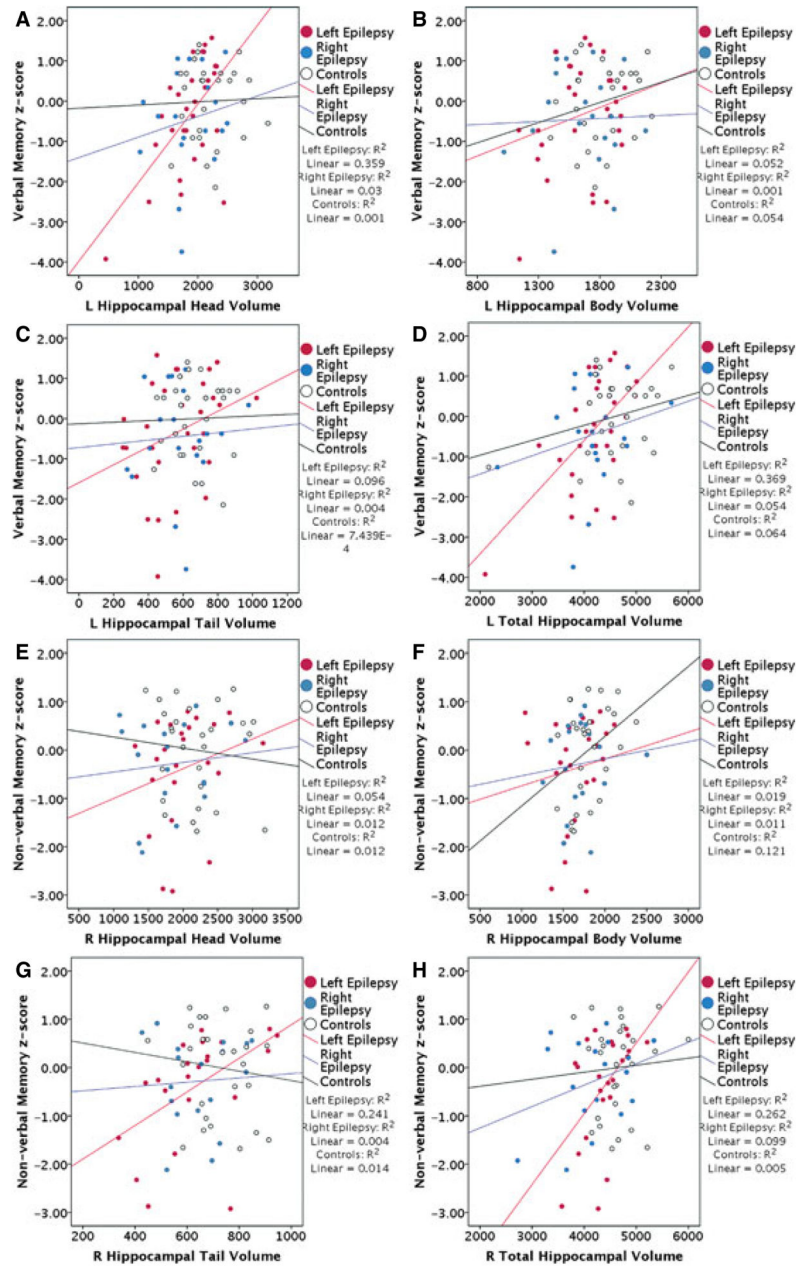 A
2.00
1.00
0.00
-1.00
-2.00
-3.00
-4.00
Verbal Memory z-score
0 1000 2000 3000
L Hippocampal Head Volume
Left Epilepsy
Right
Epilepsy
Controls
Left Epilepsy
Right
Epilepsy
Controls
Left Epilepsy: R2
Linear = 0.359
Right Epilepsy: R2
Linear = 0.03
Controls: R2
Linear = 0.001
B
2.00
1.00
0.00
-1.00
-2.00
-3.00
-4.00
Verbal Memory z-score
800 1300 1800 2300
L Hippocampal Body Volume
Left Epilepsy
Right
Epilepsy
Controls
Left Epilepsy
Right
Epilepsy
Controls
Left Epilepsy: R2
Linear = 0.052
Right Epilepsy: R2
Linear = 0.001
Controls: R2
Linear = 0.054
C
2.00
1.00
0.00
-1.00
-2.00
-3.00
-4.00
Verbal Memory z-score
0 200 400 600 800 1000 1200
L Hippocampal Tail Volume
Left Epilepsy
Right
Epilepsy
Controls
Left Epilepsy
Right
Epilepsy
Controls
Left Epilepsy: R2
Linear = 0.096
Right Epilepsy: R2
Linear = 0.004
Controls: R2
Linear = 7.439E-
4
D
2.00
1.00
0.00
-1.00
-2.00
-3.00
-4.00
Verbal Memory z-score
2000 3000 4000 5000 6000
L Total Hippocampal Volume
Left Epilepsy
Right
Epilepsy
Controls
Left Epilepsy
Right
Epilepsy
Controls
Left Epilepsy: R2
Linear = 0.369
Right Epilepsy: R2
Linear = 0.054
Controls: R2
Linear = 0.064
E
2.00
1.00
0.00
-1.00
-2.00
-3.00
Non-verbal Memory z-score
500 1000 1500 2000 2500 3000 3500
R Hippocampal Head Volume
Left Epilepsy
Right
Epilepsy
Controls
Left Epilepsy
Right
Epilepsy
Controls
Left Epilepsy: R2
Linear = 0.054
Right Epilepsy: R2
Linear = 0.012
Controls: R2
Linear = 0.012
F
2.00
1.00
0.00
-1.00
-2.00
-3.00
Non-verbal Memory z-score
500 1000 1500 2000 2500 3000
R Hippocampal Body Volume
Left Epilepsy
Right
Epilepsy
Controls
Left Epilepsy
Right
Epilepsy
Controls
Left Epilepsy: R2
Linear = 0.019
Right Epilepsy: R2
Linear = 0.011
Controls: R2
Linear = 0.121
G
2.00
1.00
0.00
-1.00
-2.00
-3.00
Non-verbal Memory z-score
200 400 600 800 1000
R Hippocampal Tail Volume
Left Epilepsy
Right
Epilepsy
Controls
Left Epilepsy
Right
Epilepsy
Controls
Left Epilepsy: R2
Linear = 0.241
Right Epilepsy: R2
Linear = 0.004
Controls: R2
Linear = 0.014
H
2.00
1.00
0.00
-1.00
-2.00
-3.00
Non-verbal Memory z-score
2000 3000 4000 5000 6000
R Total Hippocampal Volume
Left Epilepsy
Right
Epilepsy
Controls
Left Epilepsy
Right
Epilepsy
Controls
Left Epilepsy: R2
Linear = 0.262
Right Epilepsy: R2
Linear = 0.099
Controls: R2
Linear = 0.005